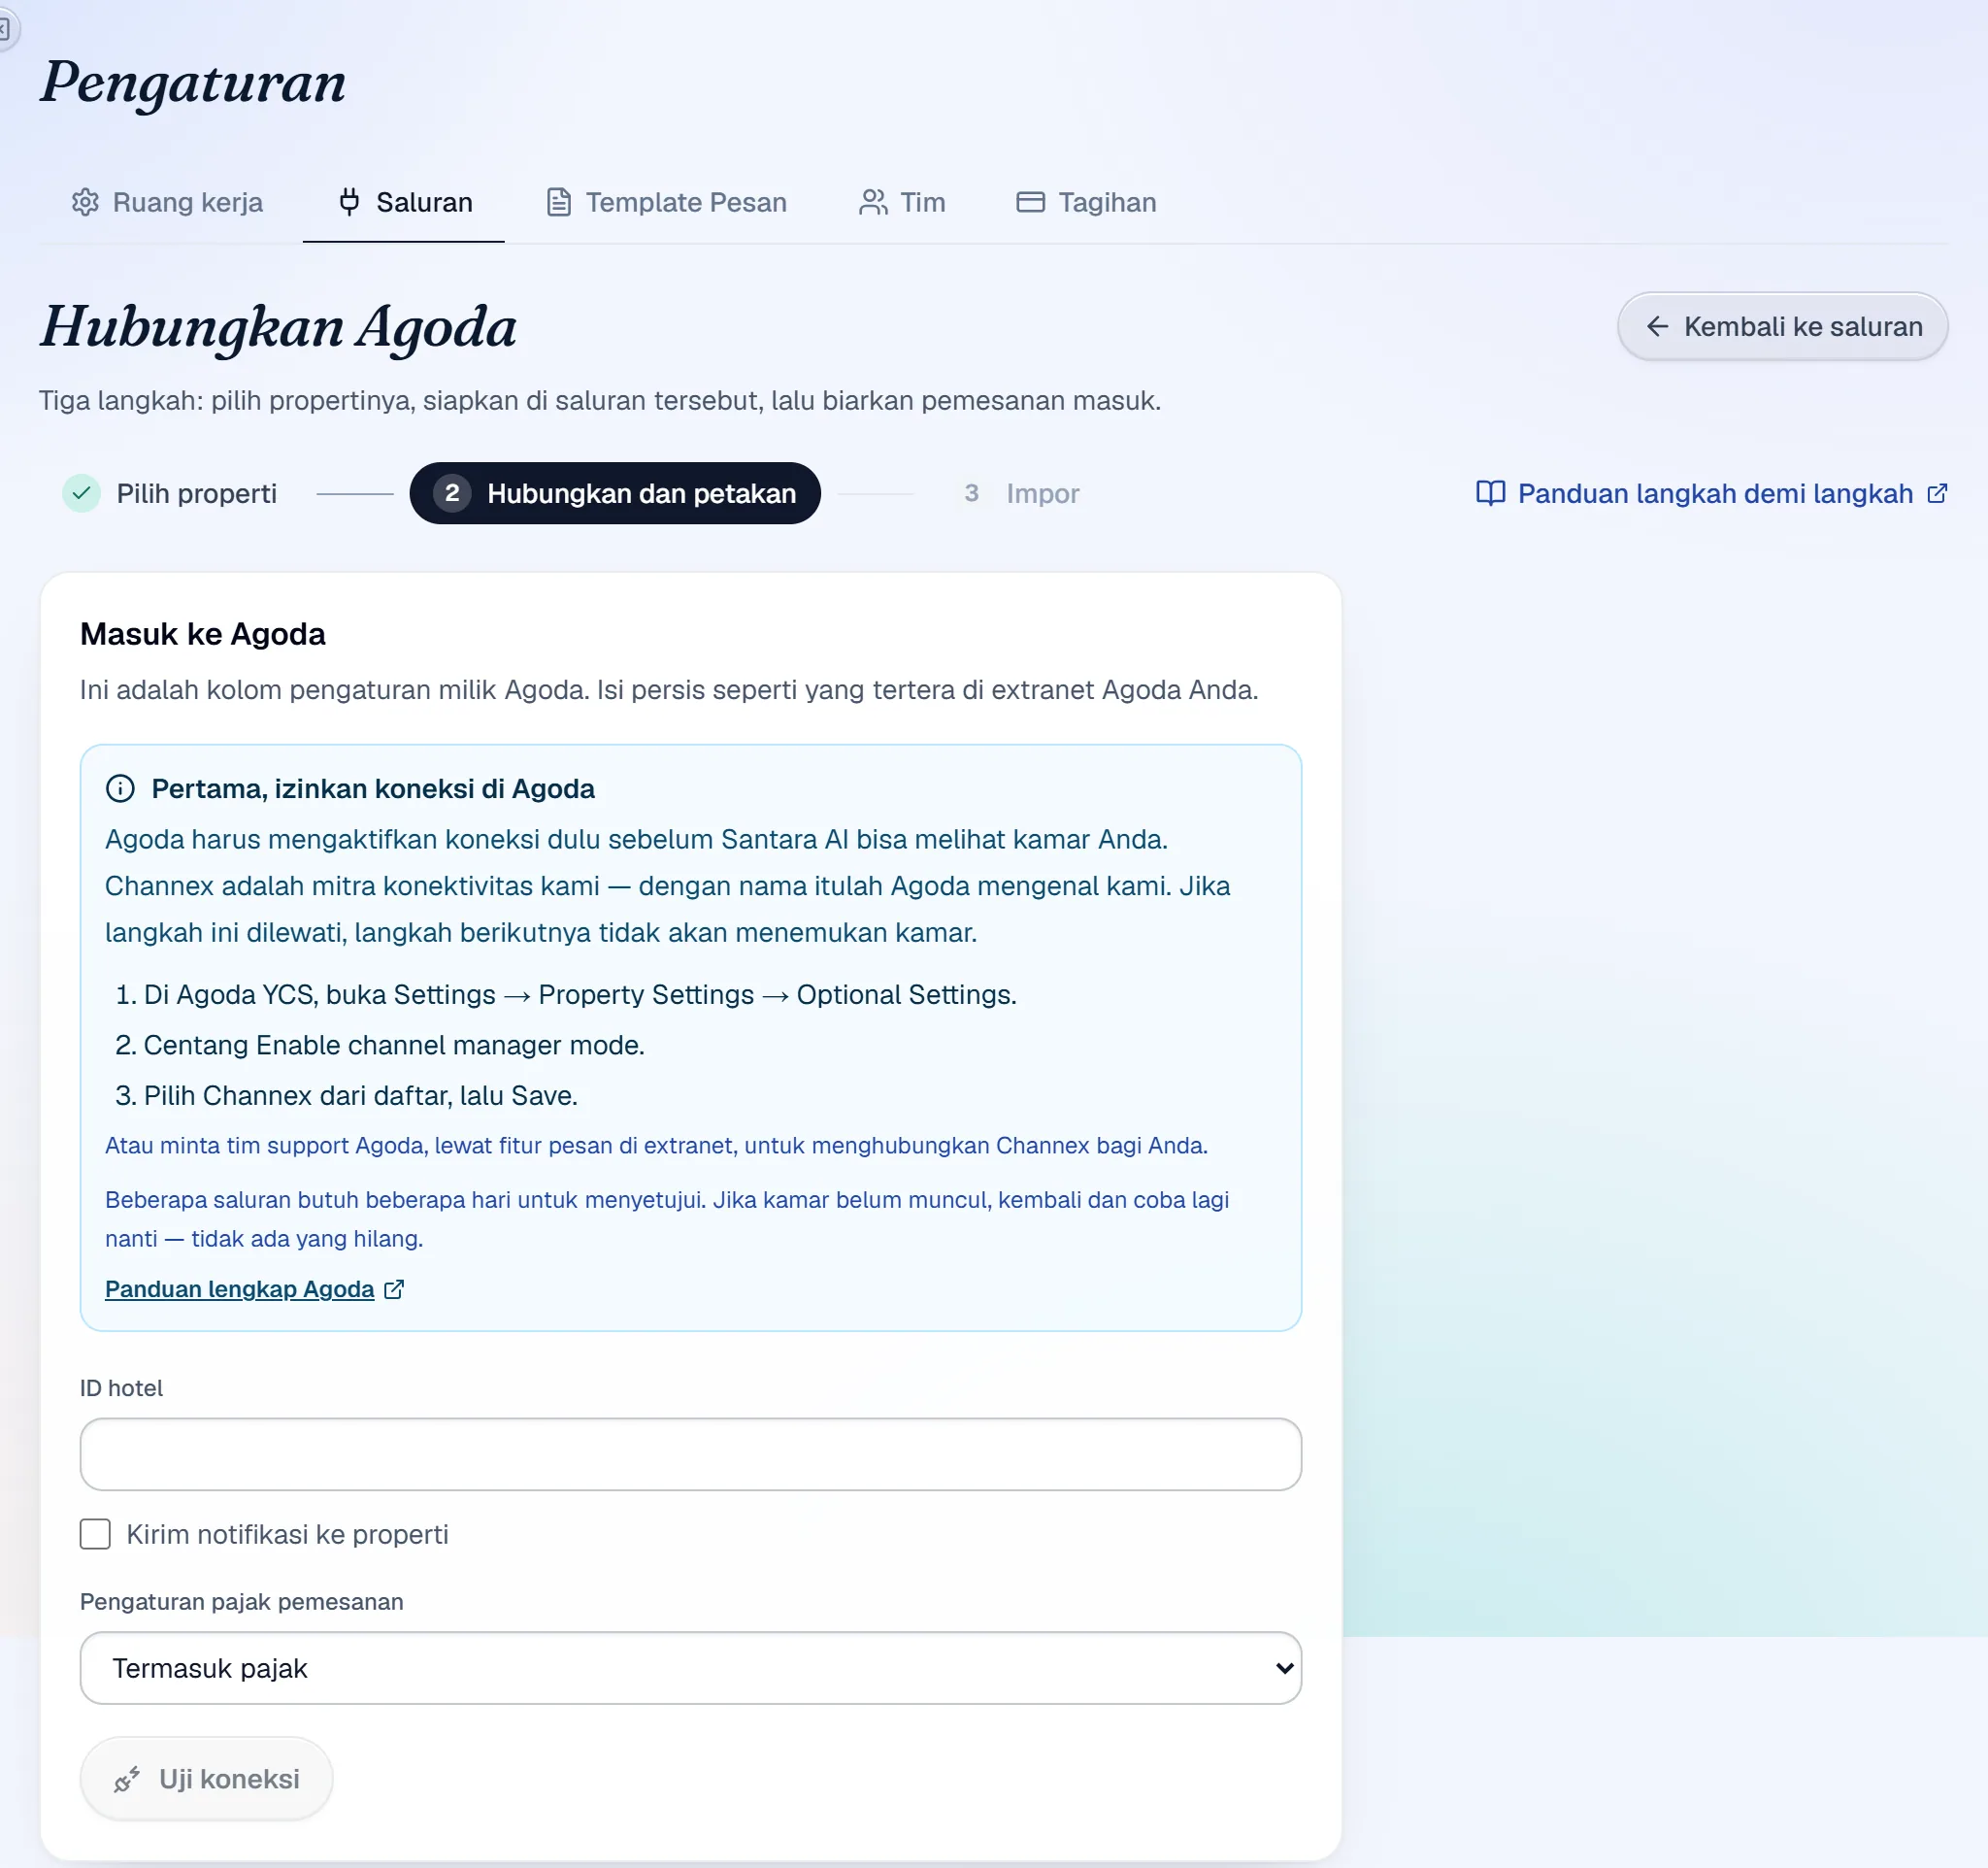 Pengaturan
Ruang kerja
Saluran
Template Pesan
Tim
Tagihan
Hubungkan Agoda
Kembali ke saluran
Tiga langkah: pilih propertinya, siapkan di saluran tersebut, lalu biarkan pemesanan masuk.
Pilih properti
2 Hubungkan dan petakan
3 Impor
Panduan langkah demi langkah
Masuk ke Agoda
Ini adalah kolom pengaturan milik Agoda. Isi persis seperti yang tertera di extranet Agoda Anda.
Pertama, izinkan koneksi di Agoda
Agoda harus mengaktifkan koneksi dulu sebelum Santara AI bisa melihat kamar Anda.
Channex adalah mitra konektivitas kami — dengan nama itulah Agoda mengenal kami. Jika
langkah ini dilewati, langkah berikutnya tidak akan menemukan kamar.
1. Di Agoda YCS, buka Settings → Property Settings → Optional Settings.
2. Centang Enable channel manager mode.
3. Pilih Channex dari daftar, lalu Save.
Atau minta tim support Agoda, lewat fitur pesan di extranet, untuk menghubungkan Channex bagi Anda.
Beberapa saluran butuh beberapa hari untuk menyetujui. Jika kamar belum muncul, kembali dan coba lagi
nanti — tidak ada yang hilang.
Panduan lengkap Agoda
ID hotel
Kirim notifikasi ke properti
Pengaturan pajak pemesanan
Termasuk pajak
Uji koneksi